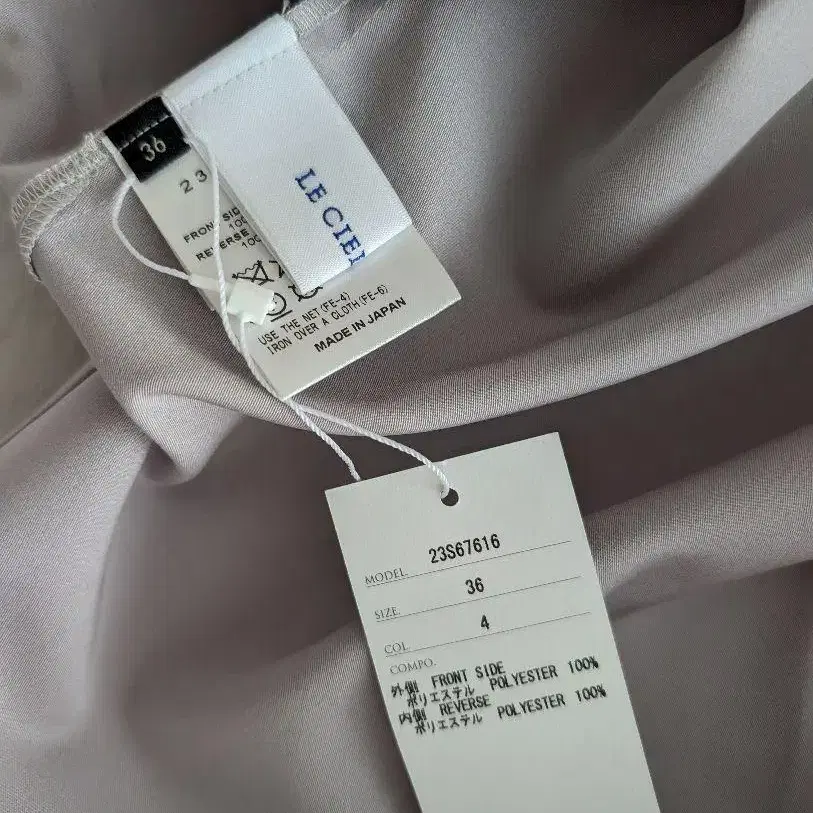 36
23
LE CIEL
FRONT SIDE
100
REVERSE
100
USE THE NET(FE-4)
IRON OVER A CLOTH(FE-6)
MADE IN JAPAN
MODEL. 23S67616
SIZE. 36
COL. 4
COMPO.
外側 FRONT SIDE
ポリエステル POLYESTER 100%
内側 REVERSE
ポリエステル POLYESTER 100%